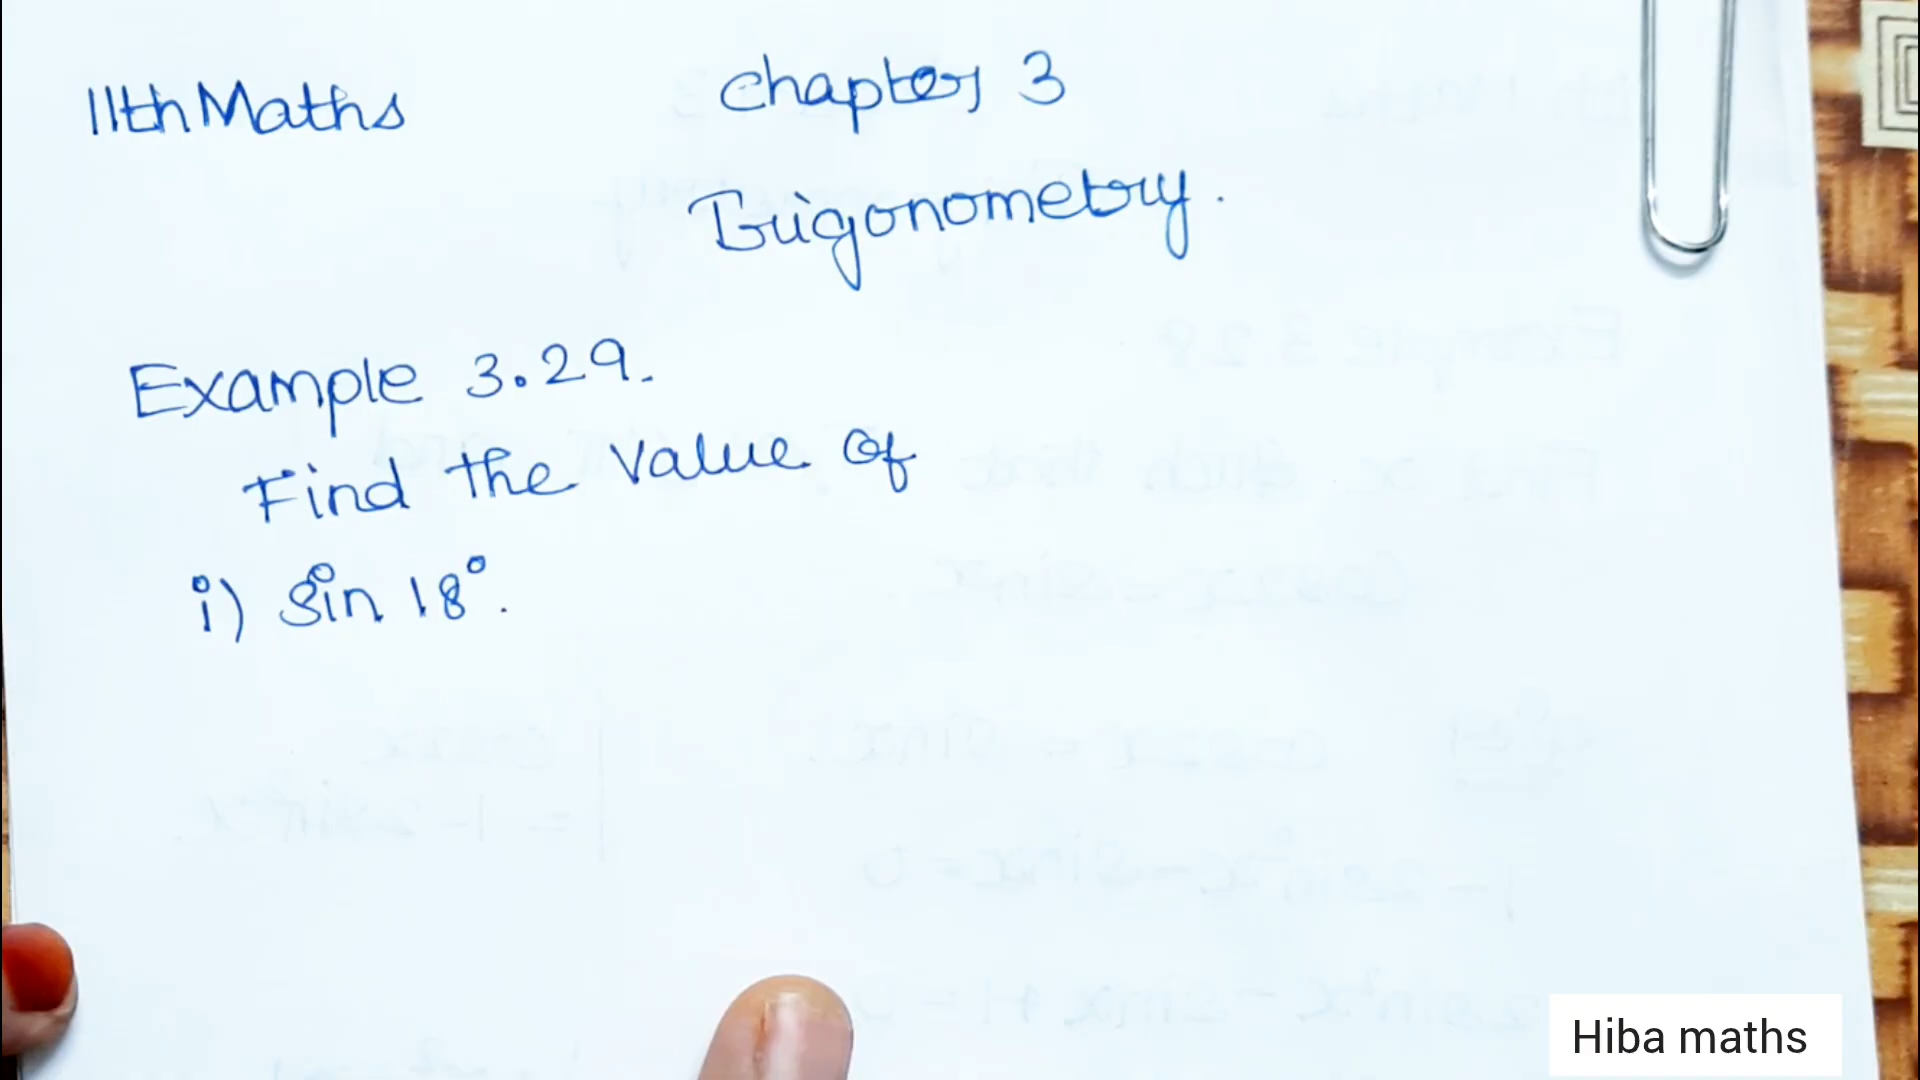 11th Maths
Chapter 3
Trigonometry.
Example 3.29.
Find the Value of
i) Sin 18°.
Hiba maths